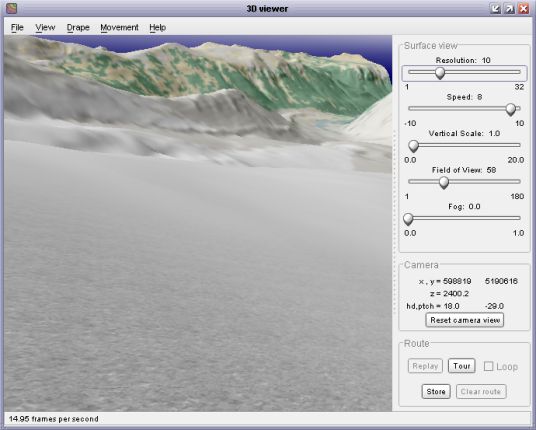 3D viewer
File View Drape Movement Help
Surface view
Resolution: 10
1 32
Speed: 8
-10 10
Vertical Scale: 1.0
0.0 20.0
Field of View: 58
1 180
Fog: 0.0
0.0 1.0
Camera
x , y = 598819 5190616
z = 2400.2
hd,ptch = 18.0 -29.0
Reset camera view
Route
Replay Tour Loop
Store Clear route
14.95 frames per second